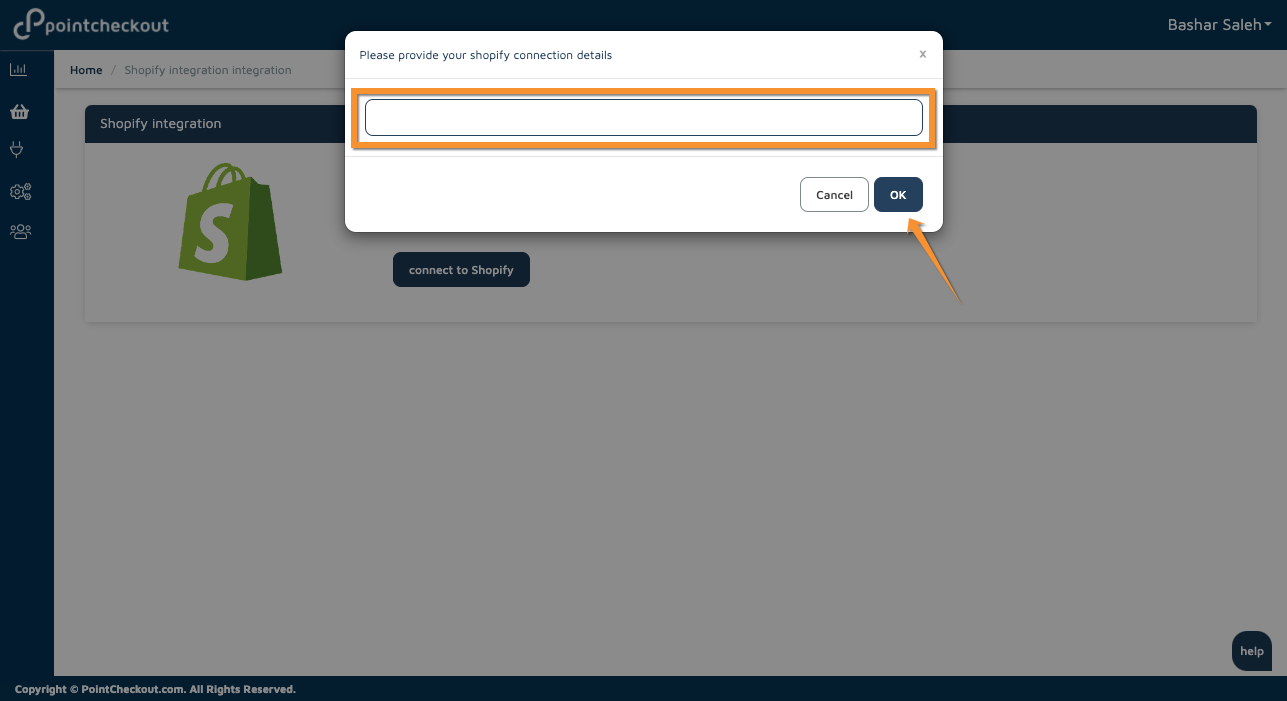 pointcheckout
Bashar Saleh
Please provide your shopify connection details
x
Home / Shopify integration integration
Shopify integration
S
Cancel
OK
connect to Shopify
help
Copyright © PointCheckout.com. All Rights Reserved.